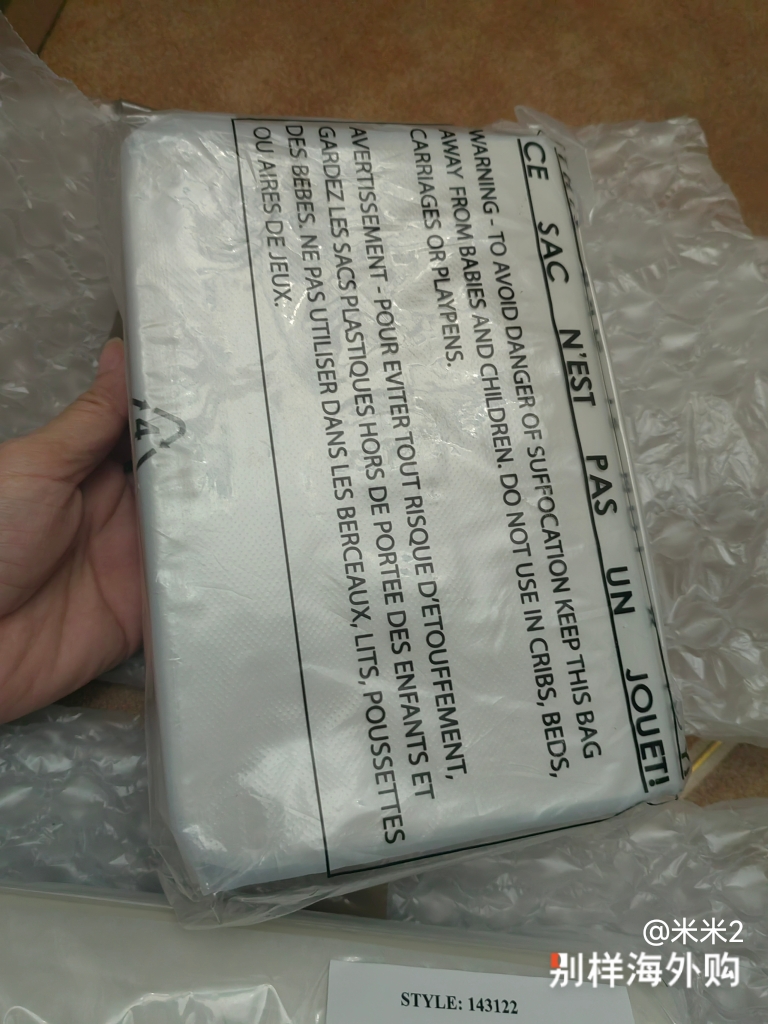 CE SAC N'EST PAS UN JOUET!
WARNING - TO AVOID DANGER OF SUFFOCATION KEEP THIS BAG
AWAY FROM BABIES AND CHILDREN. DO NOT USE IN CRIBS, BEDS,
CARRIAGES OR PLAYPENS.
AVERTISSEMENT - POUR EVITER TOUT RISQUE D'ETOUFFEMENT,
GARDEZ LES SACS PLASTIQUES HORS DE PORTEE DES ENFANTS ET
DES BEBES. NE PAS UTILISER DANS LES BERCEAUX, LITS, POUSSETTES
OU AIRES DE JEUX.
4
@米米2
别样海外购
STYLE: 143122